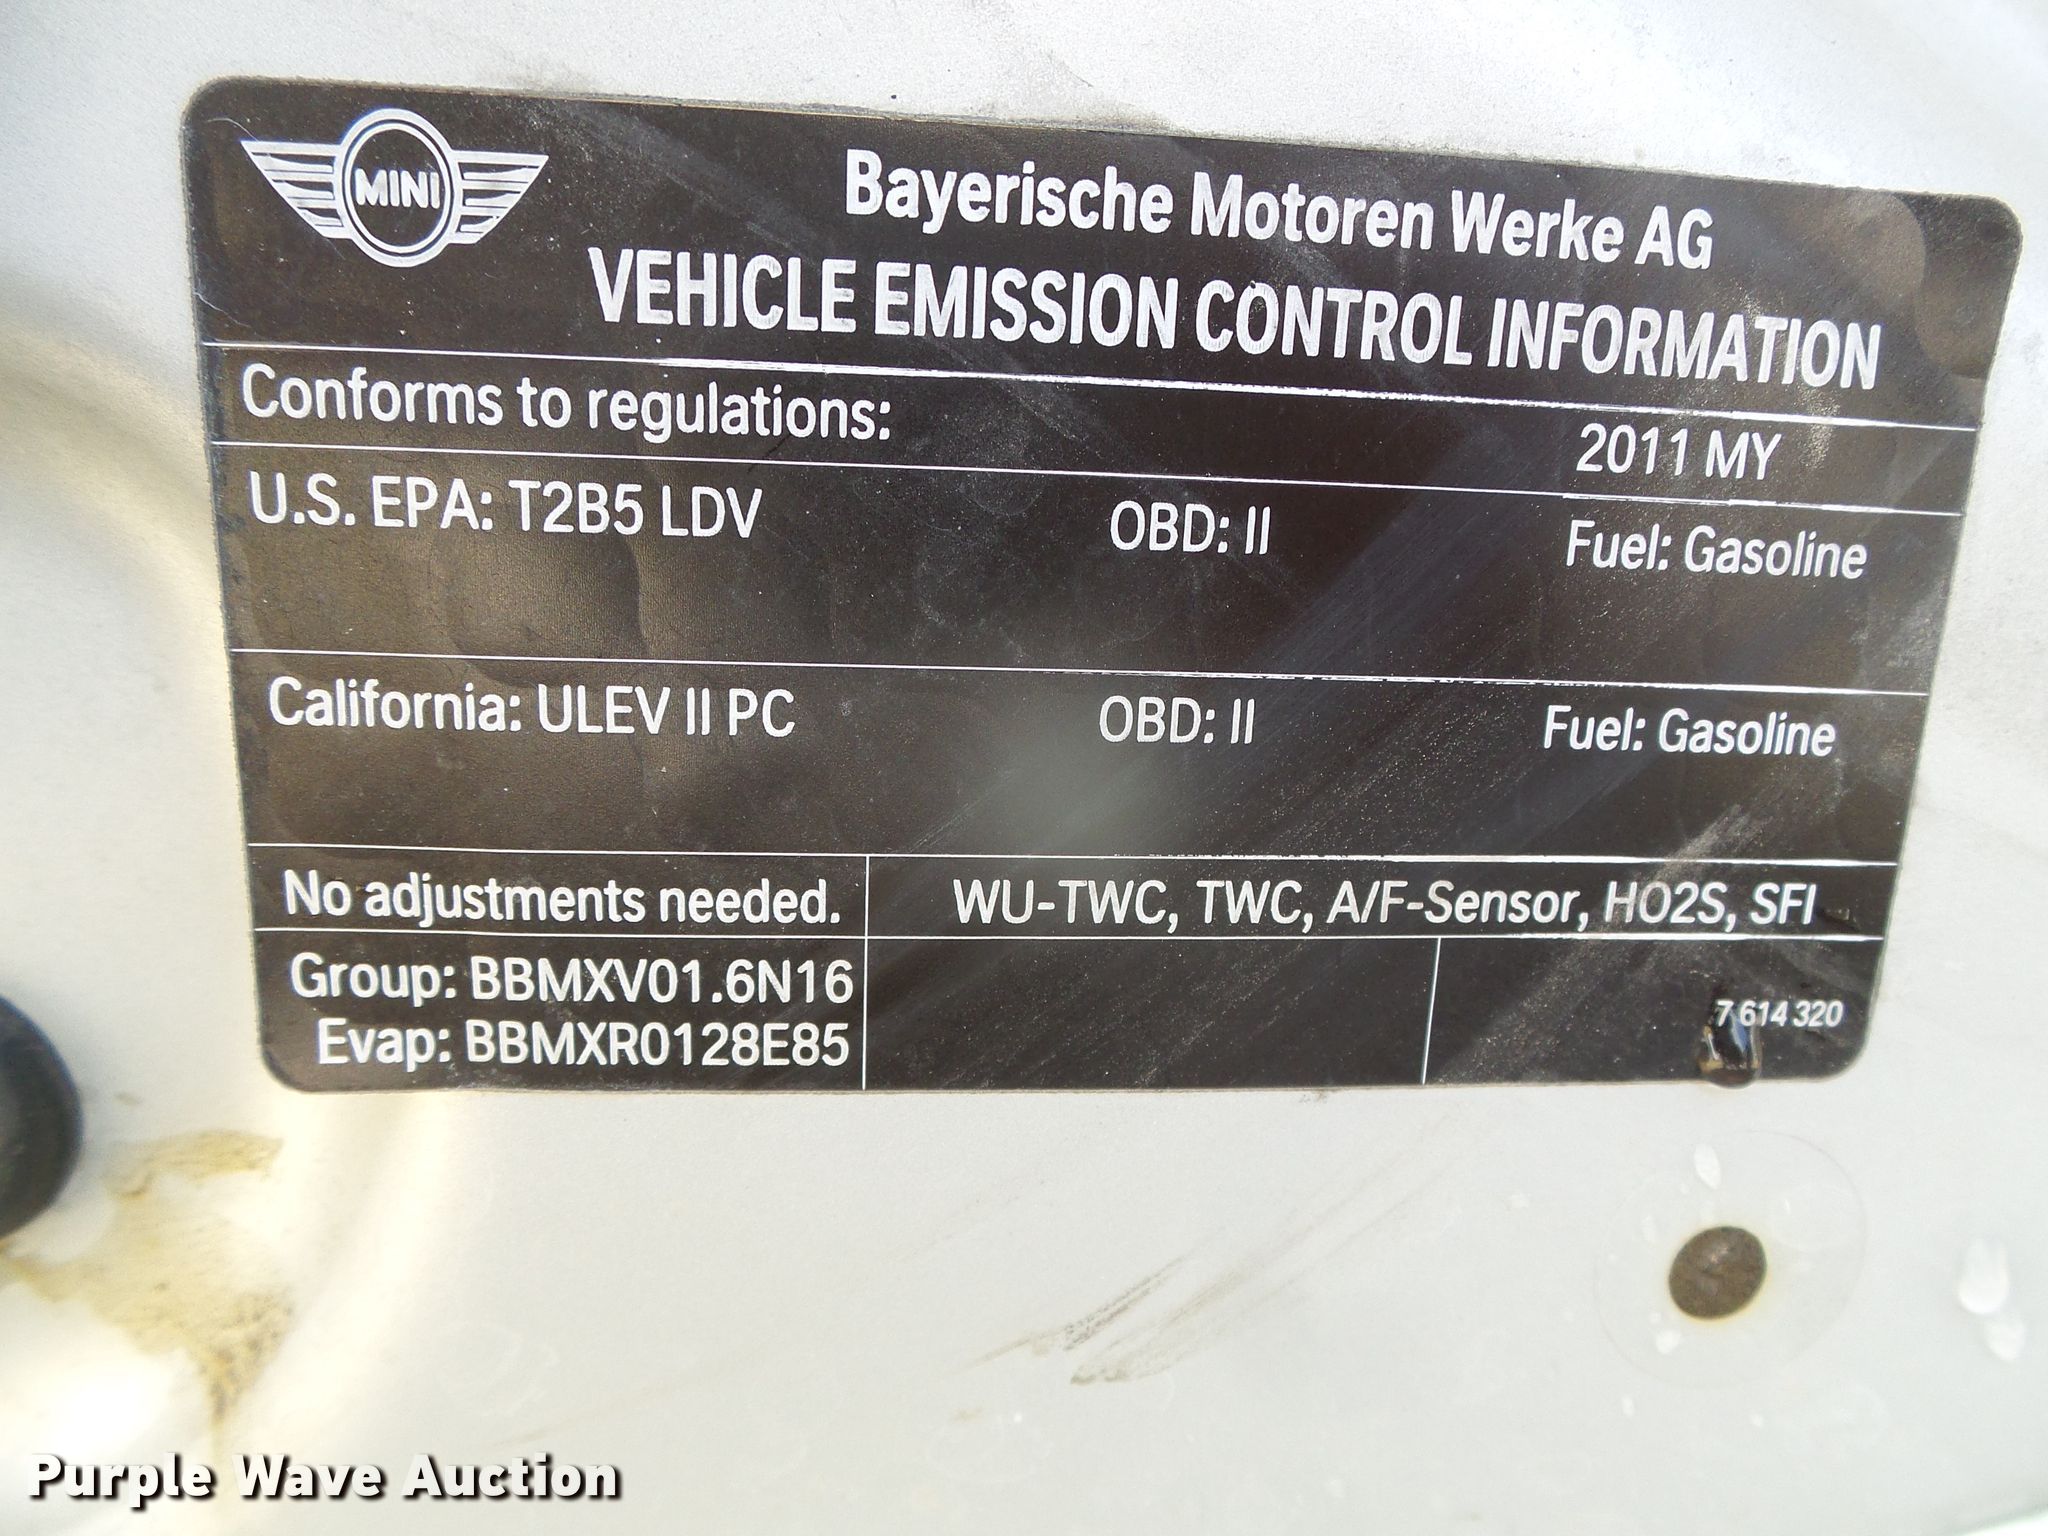 MINI
Bayerische Motoren Werke AG
VEHICLE EMISSION CONTROL INFORMATION
Conforms to regulations: 2011 MY
U.S. EPA: T2B5 LDV OBD: II Fuel: Gasoline
California: ULEV II PC OBD: II Fuel: Gasoline
No adjustments needed. WU-TWC, TWC, A/F-Sensor, HO2S, SFI
Group: BBMXV01.6N16
Evap: BBMXR0128E85
7 614 320
Purple Wave Auction